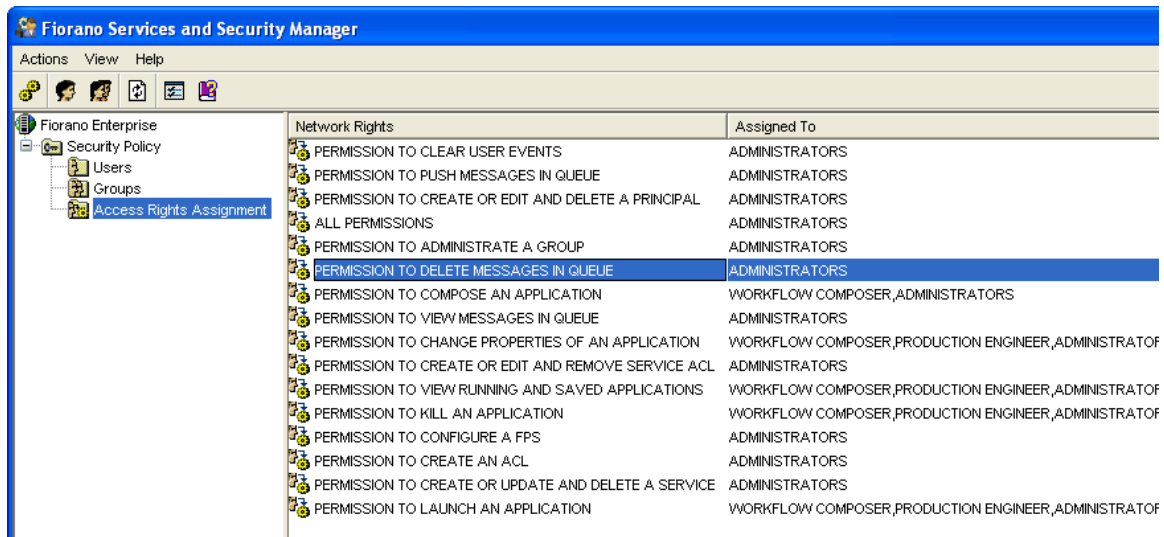 Fiorano Services and Security Manager
Actions View Help
Fiorano Enterprise
Security Policy
Users
Groups
Access Rights Assignment
Network Rights Assigned To
PERMISSION TO CLEAR USER EVENTS ADMINISTRATORS
PERMISSION TO PUSH MESSAGES IN QUEUE ADMINISTRATORS
PERMISSION TO CREATE OR EDIT AND DELETE A PRINCIPAL ADMINISTRATORS
ALL PERMISSIONS ADMINISTRATORS
PERMISSION TO ADMINISTRATE A GROUP ADMINISTRATORS
PERMISSION TO DELETE MESSAGES IN QUEUE ADMINISTRATORS
PERMISSION TO COMPOSE AN APPLICATION WORKFLOW COMPOSER,ADMINISTRATORS
PERMISSION TO VIEW MESSAGES IN QUEUE ADMINISTRATORS
PERMISSION TO CHANGE PROPERTIES OF AN APPLICATION WORKFLOW COMPOSER,PRODUCTION ENGINEER,ADMINISTRATOR
PERMISSION TO CREATE OR EDIT AND REMOVE SERVICE ACL ADMINISTRATORS
PERMISSION TO VIEW RUNNING AND SAVED APPLICATIONS WORKFLOW COMPOSER,PRODUCTION ENGINEER,ADMINISTRATOR
PERMISSION TO KILL AN APPLICATION WORKFLOW COMPOSER,PRODUCTION ENGINEER,ADMINISTRATOR
PERMISSION TO CONFIGURE A FPS ADMINISTRATORS
PERMISSION TO CREATE AN ACL ADMINISTRATORS
PERMISSION TO CREATE OR UPDATE AND DELETE A SERVICE ADMINISTRATORS
PERMISSION TO LAUNCH AN APPLICATION WORKFLOW COMPOSER,PRODUCTION ENGINEER,ADMINISTRATOR